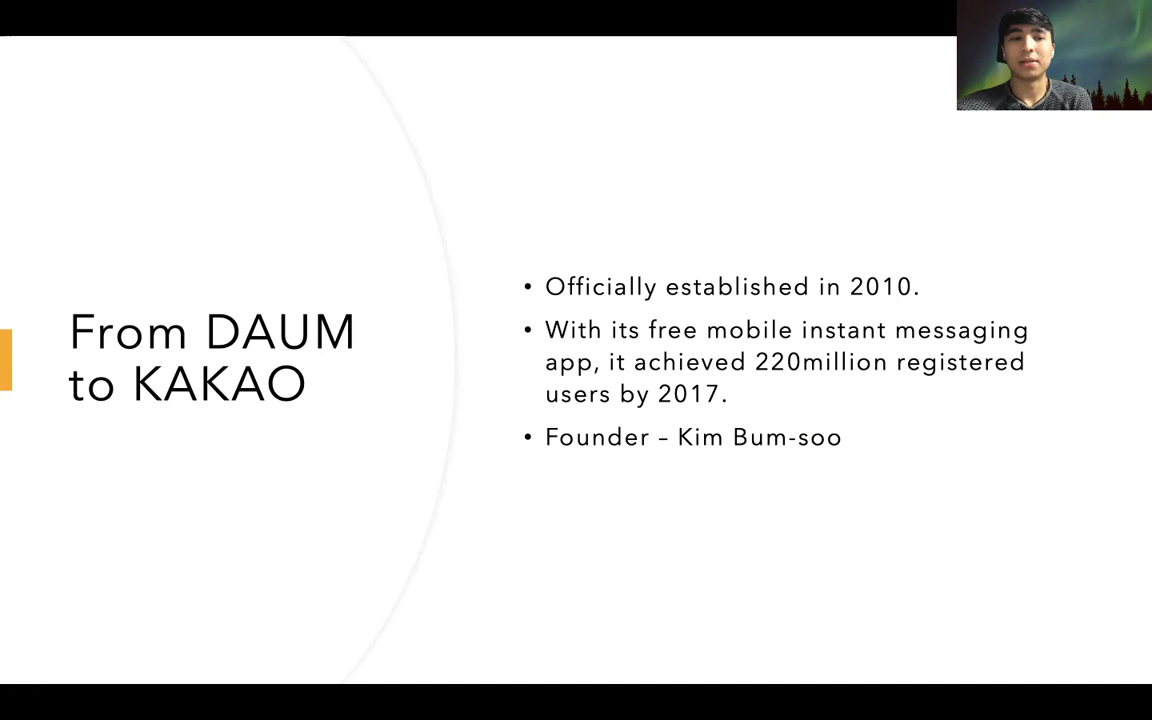 From DAUM
to KAKAO
• Officially established in 2010.
• With its free mobile instant messaging
app, it achieved 220million registered
users by 2017.
• Founder – Kim Bum-soo